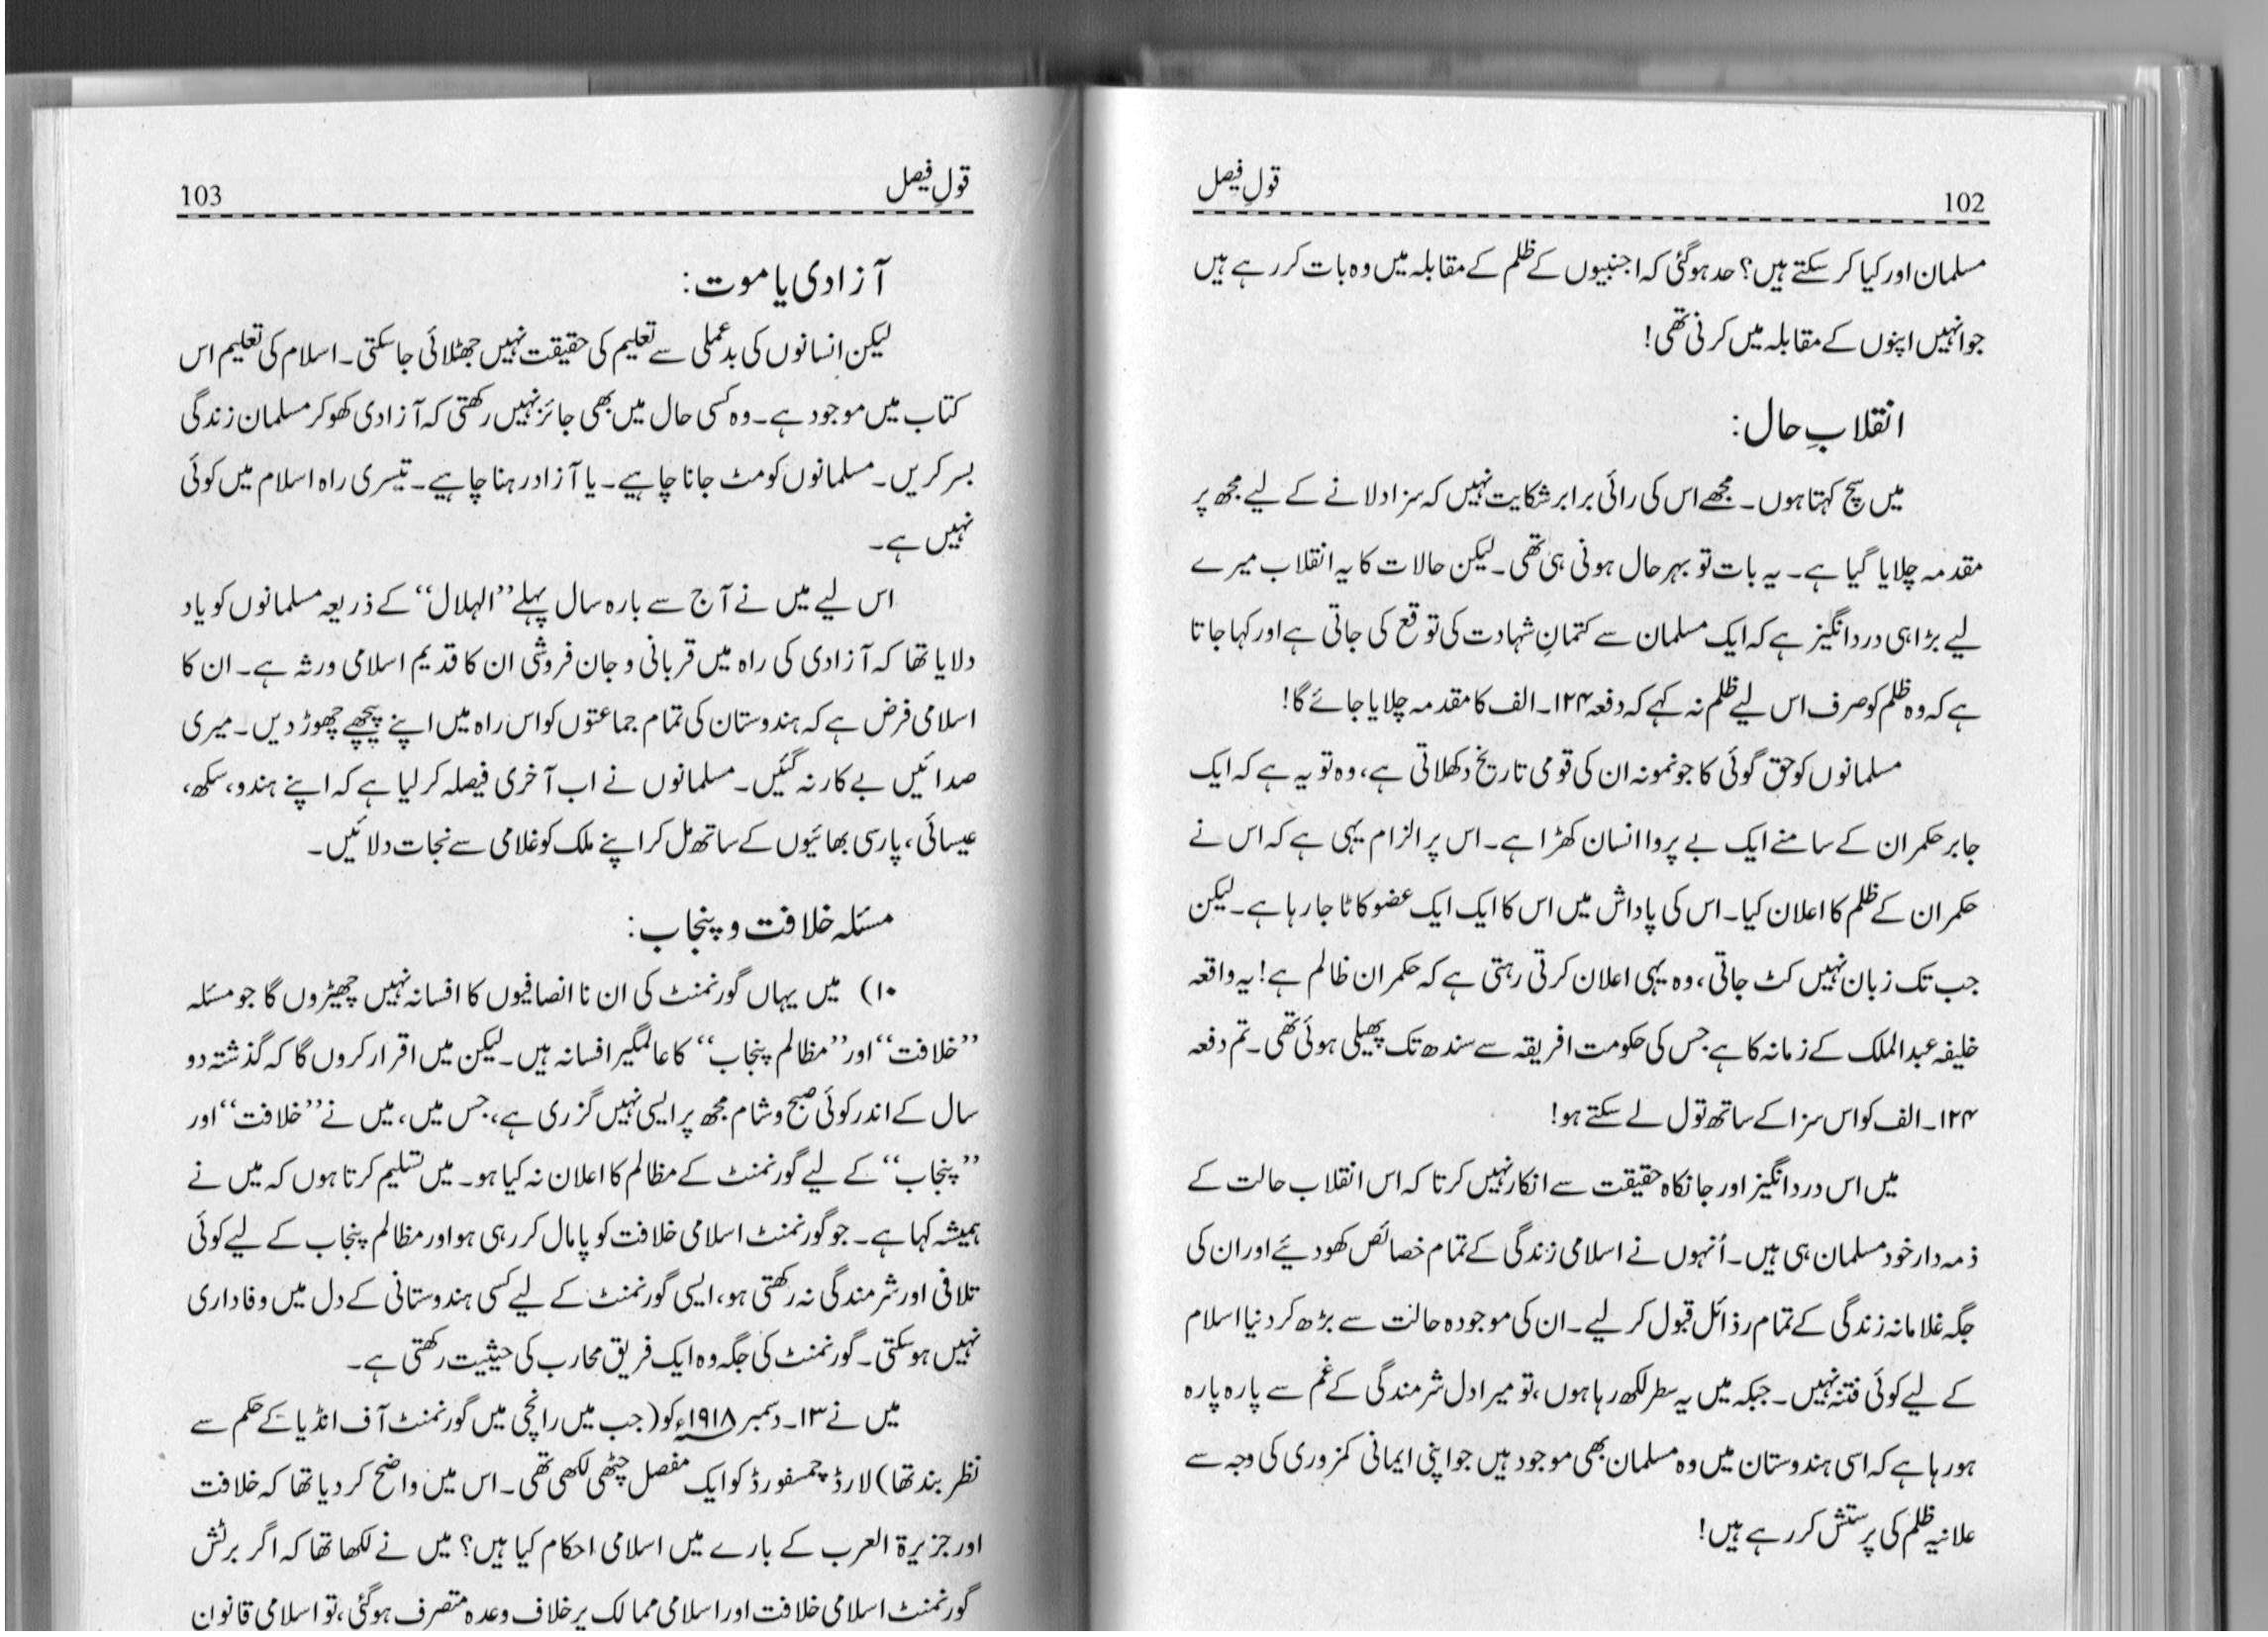 102
قولِ فیصل
مسلمان اور کیا کر سکتے ہیں؟ حد ہوگئی کہ اجنبیوں کے ظلم کے مقابلہ میں وہ بات کر رہے ہیں
جو انہیں اپنوں کے مقابلہ میں کرنی تھی!
انقلابِ حال:
میں سچ کہتا ہوں۔ مجھے اس کی رائی برابر شکایت نہیں کہ سزا دلانے کے لیے مجھ پر
مقدمہ چلایا گیا ہے۔ یہ بات تو بہر حال ہونی ہی تھی۔ لیکن حالات کا یہ انقلاب میرے
لیے بڑا ہی درد انگیز ہے کہ ایک مسلمان سے کتمانِ شہادت کی توقع کی جاتی ہے اور کہا جاتا
ہے کہ وہ ظلم کو صرف اس لیے ظلم نہ کہے کہ دفعہ ۱۲۴۔ الف کا مقدمہ چلایا جائے گا!
مسلمانوں کو حق گوئی کا جو نمونہ ان کی قومی تاریخ دکھلاتی ہے، وہ تو یہ ہے کہ ایک
جابر حکمران کے سامنے ایک بے پروا انسان کھڑا ہے۔ اس پر الزام یہی ہے کہ اس نے
حکمران کے ظلم کا اعلان کیا۔ اس کی پاداش میں اس کا ایک ایک عضو کاٹا جا رہا ہے۔ لیکن
جب تک زبان نہیں کٹ جاتی، وہ یہی اعلان کرتی رہتی ہے کہ حکمران ظالم ہے! یہ واقعہ
خلیفہ عبدالملک کے زمانہ کا ہے جس کی حکومت افریقہ سے سندھ تک پھیلی ہوئی تھی۔ تم دفعہ
۱۲۴۔ الف کو اس سزا کے ساتھ تول لے سکتے ہو!
میں اس درد انگیز اور جانکاہ حقیقت سے انکار نہیں کرتا کہ اس انقلاب حالت کے
ذمہ دار خود مسلمان ہی ہیں۔ اُنہوں نے اسلامی زندگی کے تمام خصائص کھو دیئے اور ان کی
جگہ غلامانہ زندگی کے تمام رذائل قبول کر لیے۔ ان کی موجودہ حالت سے بڑھ کر دنیا اسلام
کے لیے کوئی فتنہ نہیں۔ جبکہ میں یہ سطر لکھ رہا ہوں، تو میرا دل شرمندگی کے غم سے پارہ پارہ
ہو رہا ہے کہ اسی ہندوستان میں وہ مسلمان بھی موجود ہیں جو اپنی ایمانی کمزوری کی وجہ سے
علانیہ ظلم کی پرستش کر رہے ہیں!
قولِ فیصل
103
آزادی یا موت:
لیکن انسانوں کی بدعملی سے تعلیم کی حقیقت نہیں جھٹلائی جاسکتی۔ اسلام کی تعلیم اس
کتاب میں موجود ہے۔ وہ کسی حال میں بھی جائز نہیں رکھتی کہ آزادی کھو کر مسلمان زندگی
بسر کریں۔ مسلمانوں کو مٹ جانا چاہیے۔ یا آزاد رہنا چاہیے۔ تیسری راہ اسلام میں کوئی
نہیں ہے۔
اس لیے میں نے آج سے بارہ سال پہلے ’’الہلال‘‘ کے ذریعہ مسلمانوں کو یاد
دلایا تھا کہ آزادی کی راہ میں قربانی و جان فروشی ان کا قدیم اسلامی ورثہ ہے۔ ان کا
اسلامی فرض ہے کہ ہندوستان کی تمام جماعتوں کو اس راہ میں اپنے پیچھے چھوڑ دیں۔ میری
صدائیں بے کار نہ گئیں۔ مسلمانوں نے اب آخری فیصلہ کر لیا ہے کہ اپنے ہندو، سکھ،
عیسائی، پارسی بھائیوں کے ساتھ مل کر اپنے ملک کو غلامی سے نجات دلائیں۔
مسئلہ خلافت و پنجاب:
۱۰) میں یہاں گورنمنٹ کی ان ناانصافیوں کا افسانہ نہیں چھیڑوں گا جو مسئلہ
’’خلافت‘‘ اور ’’مظالم پنجاب‘‘ کا عالمگیر افسانہ ہیں۔ لیکن میں اقرار کروں گا کہ گذشتہ دو
سال کے اندر کوئی صبح و شام مجھ پر ایسی نہیں گزری ہے، جس میں، میں نے ’’خلافت‘‘ اور
’’پنجاب‘‘ کے لیے گورنمنٹ کے مظالم کا اعلان نہ کیا ہو۔ میں تسلیم کرتا ہوں کہ میں نے
ہمیشہ کہا ہے۔ جو گورنمنٹ اسلامی خلافت کو پامال کر رہی ہو اور مظالم پنجاب کے لیے کوئی
تلافی اور شرمندگی نہ رکھتی ہو، ایسی گورنمنٹ کے لیے کسی ہندوستانی کے دل میں وفاداری
نہیں ہوسکتی۔ گورنمنٹ کی جگہ وہ ایک فریق محارب کی حیثیت رکھتی ہے۔
میں نے ۱۳۔ دسمبر ۱۹۱۸ء کو (جب میں رانچی میں گورنمنٹ آف انڈیا کے حکم سے
نظر بند تھا) لارڈ چمسفورڈ کو ایک مفصل چٹھی لکھی تھی۔ اس میں واضح کر دیا تھا کہ خلافت
اور جزیرۃ العرب کے بارے میں اسلامی احکام کیا ہیں؟ میں نے لکھا تھا کہ اگر برٹش
گورنمنٹ اسلامی خلافت اور اسلامی ممالک پر خلاف وعدہ متصرف ہوگئی، تو اسلامی قانون